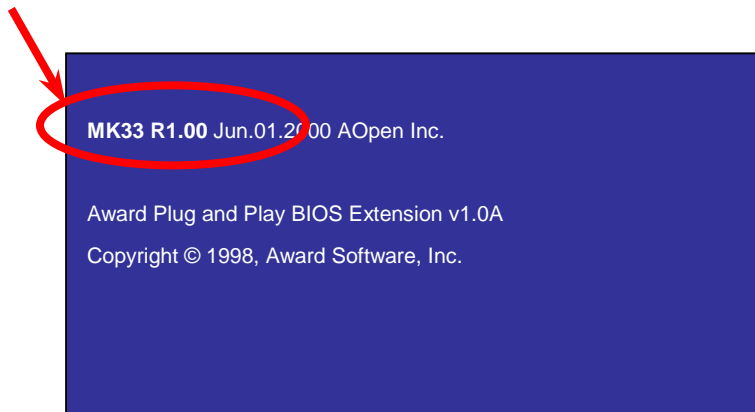 MK33 R1.00 Jun.01.2000 AOpen Inc.
Award Plug and Play BIOS Extension v1.0A
Copyright © 1998, Award Software, Inc.